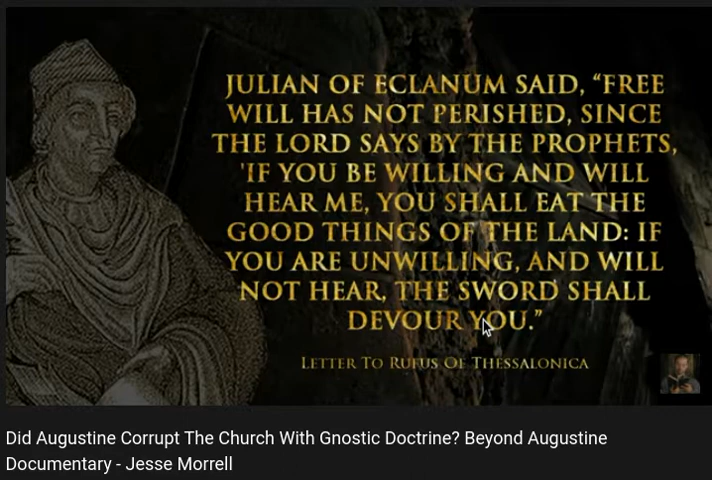 JULIAN OF ECLANUM SAID, “FREE
WILL HAS NOT PERISHED, SINCE
THE LORD SAYS BY THE PROPHETS,
'IF YOU BE WILLING AND WILL
HEAR ME, YOU SHALL EAT THE
GOOD THINGS OF THE LAND: IF
YOU ARE UNWILLING, AND WILL
NOT HEAR, THE SWORD SHALL
DEVOUR YOU.”
LETTER TO RUFUS OF THESSALONICA
Did Augustine Corrupt The Church With Gnostic Doctrine? Beyond Augustine
Documentary - Jesse Morrell